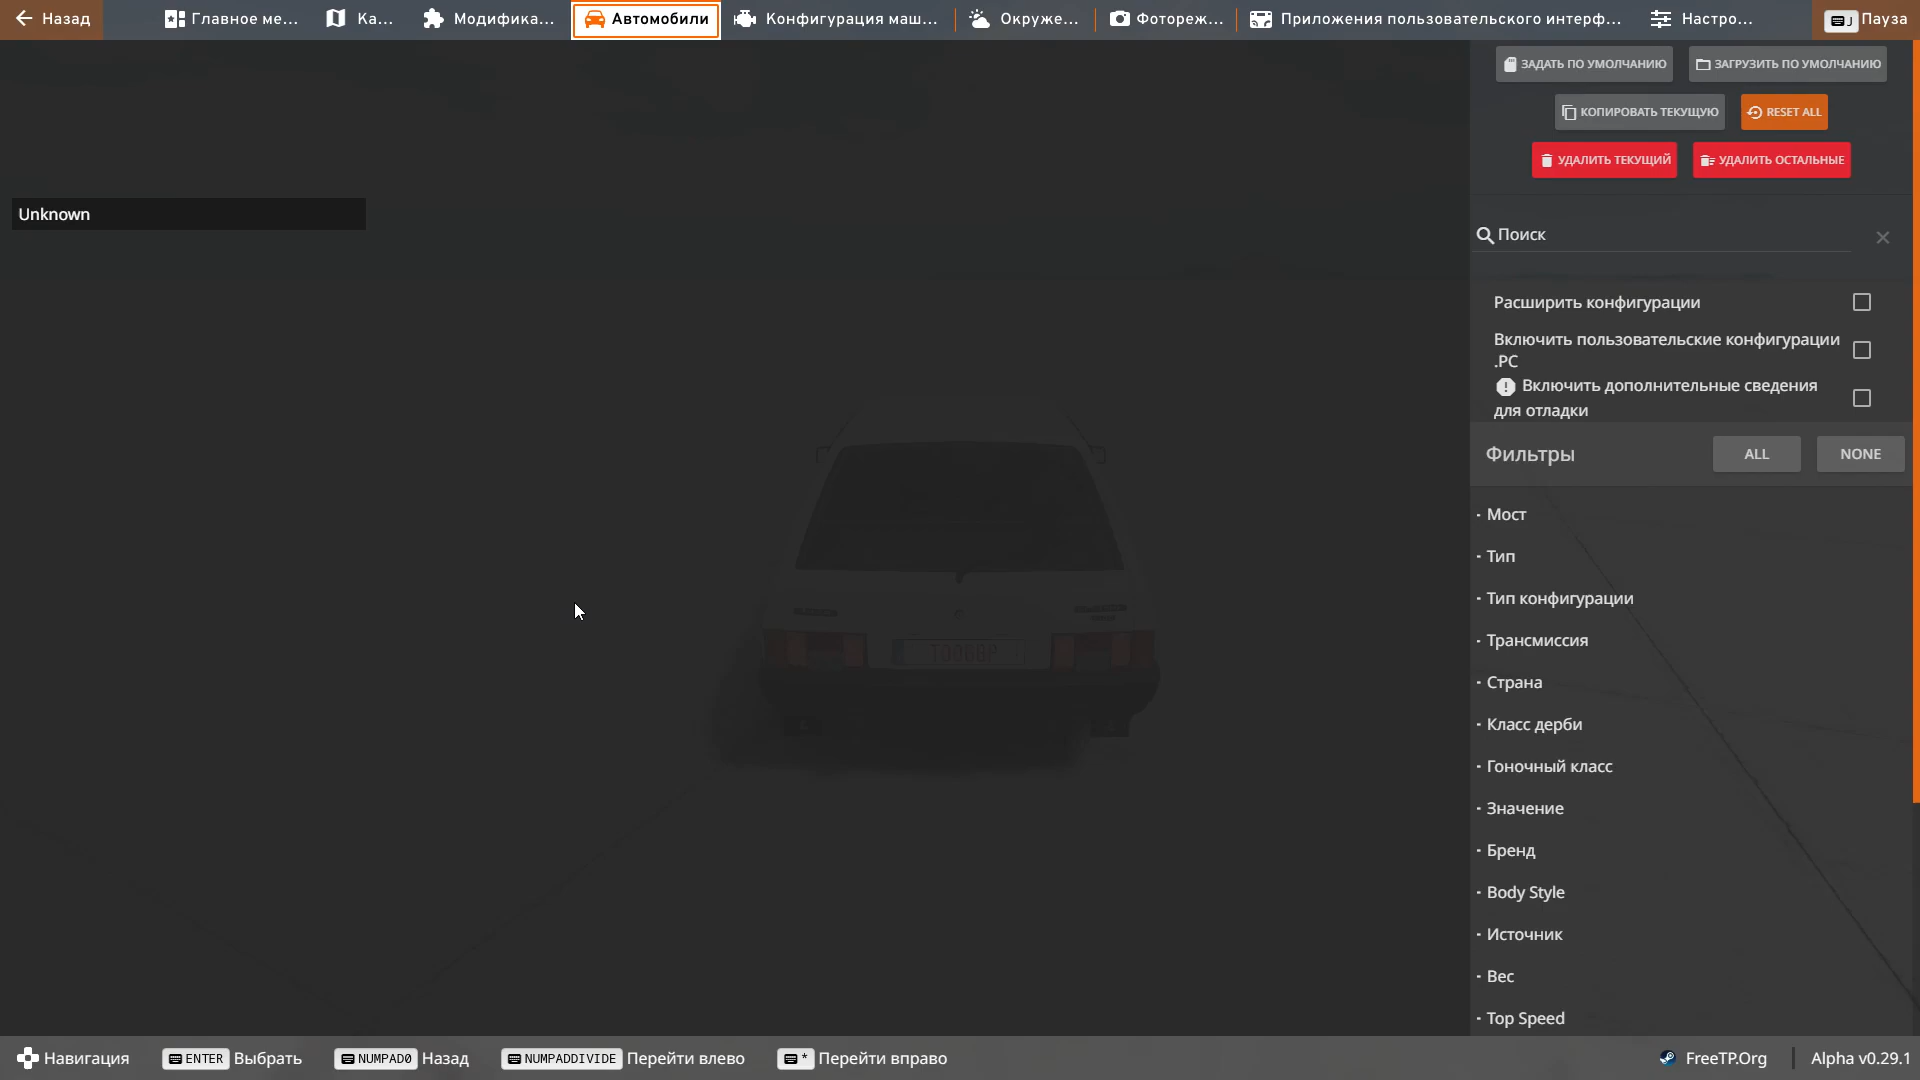 Назад
Главное ме...
Ка...
Модифика...
Автомобили
Конфигурация маш...
Окруже...
Фотореж...
Приложения пользовательского интерф...
Настро...
J Пауза
ЗАДАТЬ ПО УМОЛЧАНИЮ
ЗАГРУЗИТЬ ПО УМОЛЧАНИЮ
КОПИРОВАТЬ ТЕКУЩУЮ
RESET ALL
УДАЛИТЬ ТЕКУЩИЙ
УДАЛИТЬ ОСТАЛЬНЫЕ
Unknown
Поиск
Расширить конфигурации
Включить пользовательские конфигурации
.PC
Включить дополнительные сведения
для отладки
Фильтры
ALL
NONE
· Мост
· Тип
· Тип конфигурации
· Трансмиссия
· Страна
· Класс дерби
· Гоночный класс
· Значение
· Бренд
· Body Style
· Источник
· Вес
· Top Speed
Навигация
ENTER Выбрать
NUMPAD0 Назад
NUMPADDIVIDE Перейти влево
* Перейти вправо
FreeTP.Org
Alpha v0.29.1